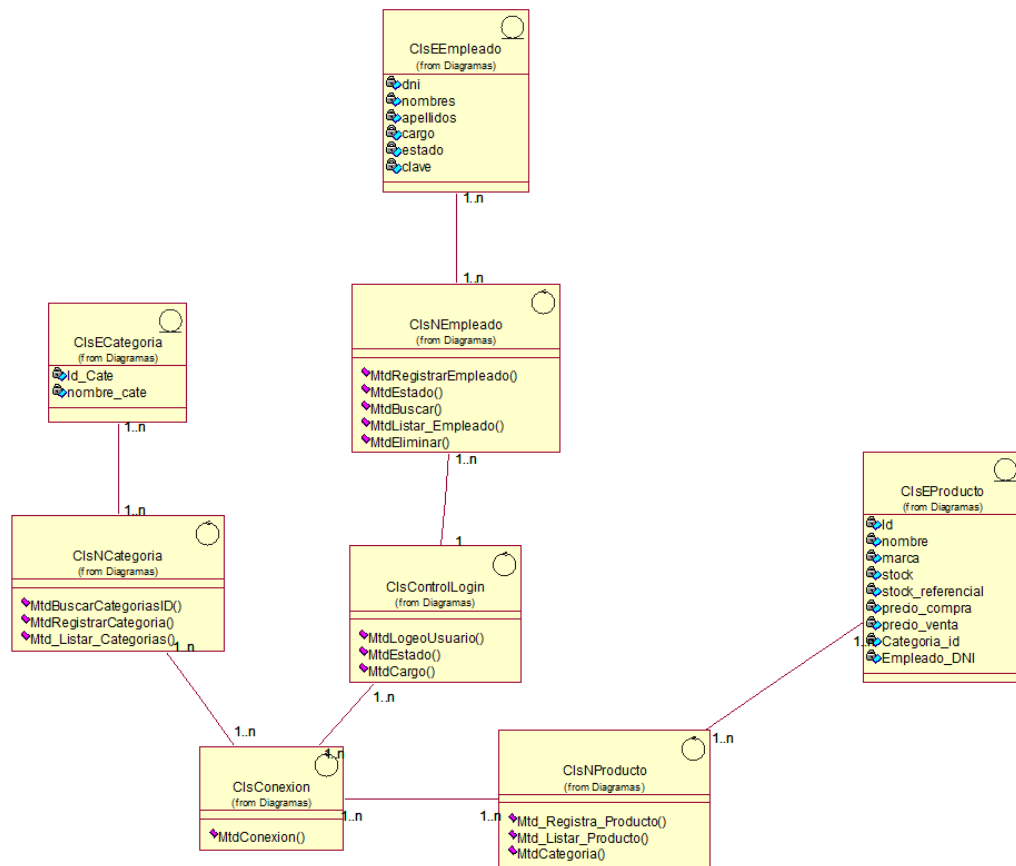 ClsEEmpleado
(from Diagramas)
dni
nombres
apellidos
cargo
estado
clave
1..n
1..n
ClsNEmpleado
(from Diagramas)
MtdRegistrarEmpleado()
MtdEstado()
MtdBuscar()
MtdListar_Empleado()
MtdEliminar()
1..n
ClsECategoria
(from Diagramas)
Id_Cate
nombre_cate
1..n
1..n
ClsNCategoria
(from Diagramas)
MtdBuscarCategoriasID()
MtdRegistrarCategoria()
Mtd_Listar_Categorias()
1..n
1
ClsControlLogin
(from Diagramas)
MtdLogeoUsuario()
MtdEstado()
MtdCargo()
1..n
ClsEProducto
(from Diagramas)
Id
nombre
marca
stock
stock_referencial
precio_compra
precio_venta
Categoria_id
Empleado_DNI
1..n
1..n
1..n
ClsConexion
(from Diagramas)
MtdConexion()
1..n
1..n
1..n
ClsNProducto
(from Diagramas)
Mtd_Registra_Producto()
Mtd_Listar_Producto()
MtdCategoria()